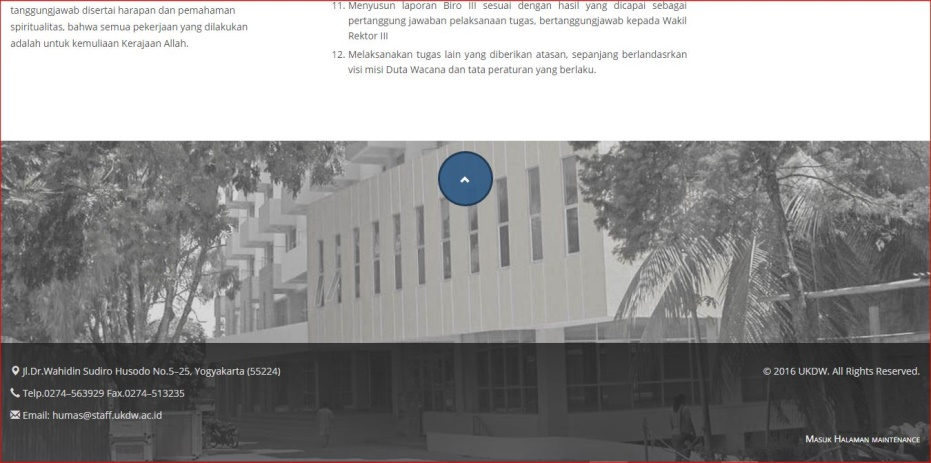 tanggungjawab disertai harapan dan pemahaman
spiritualitas, bahwa semua pekerjaan yang dilakukan
adalah untuk kemuliaan Kerajaan Allah.
11. Menyusun laporan Biro III sesuai dengan hasil yang dicapai sebagai
pertanggung jawaban pelaksanaan tugas, bertanggungjawab kepada Wakil
Rektor III
12. Melaksanakan tugas lain yang diberikan atasan, sepanjang berlandasrkan
visi misi Duta Wacana dan tata peraturan yang berlaku.
Jl.Dr.Wahidin Sudiro Husodo No.5–25, Yogyakarta (55224)
Telp.0274–563929 Fax.0274–513235
Email: humas@staff.ukdw.ac.id
© 2016 UKDW. All Rights Reserved.
Masuk Halaman maintenance